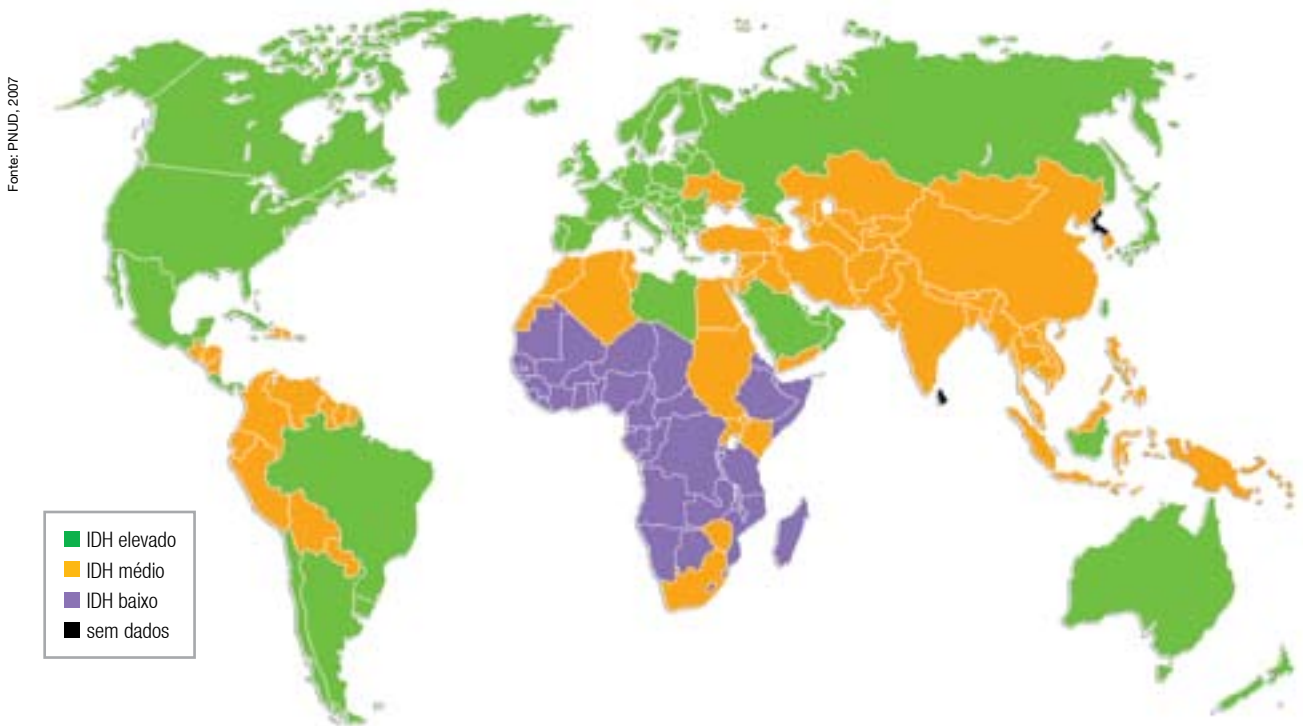 Fonte: PNUD, 2007
IDH elevado
IDH médio
IDH baixo
sem dados